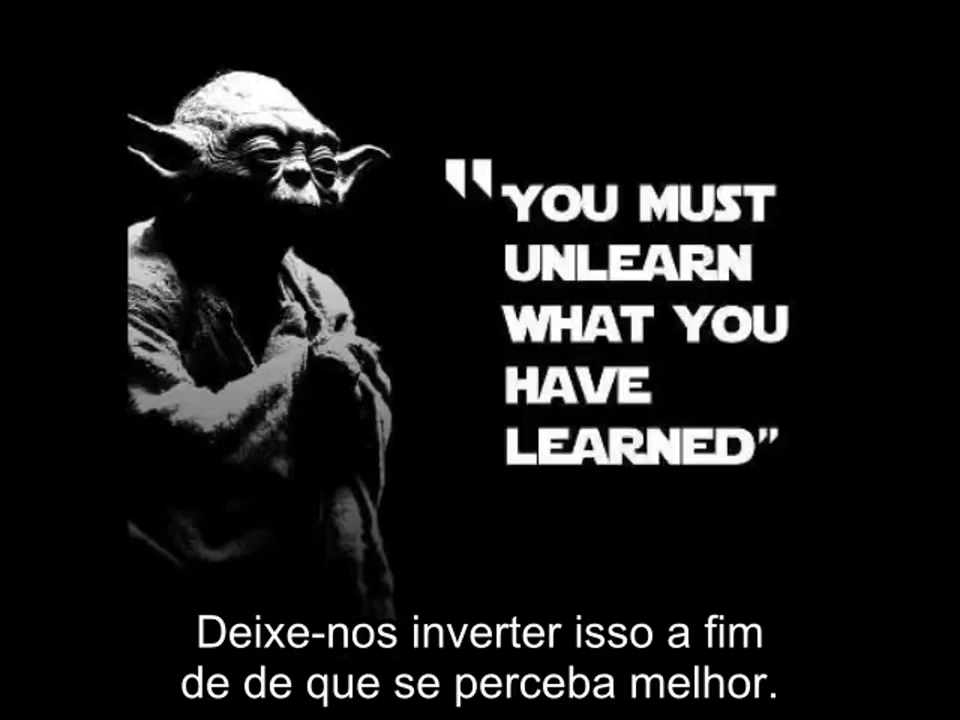 "YOU MUST
UNLEARN
WHAT YOU
HAVE
LEARNED”
Deixe-nos inverter isso a fim
de de que se perceba melhor.